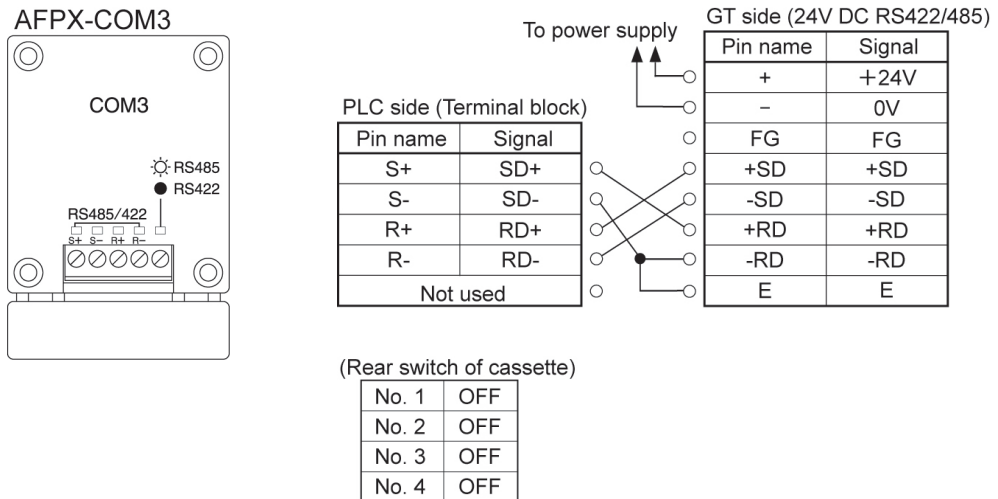 AFPX-COM3
COM3
RS485
RS422
RS485/422
S+ S- R+ R-
To power supply
PLC side (Terminal block)
Pin name Signal
S+ SD+
S- SD-
R+ RD+
R- RD-
Not used
GT side (24V DC RS422/485)
Pin name Signal
+ +24V
- 0V
FG FG
+SD +SD
-SD -SD
+RD +RD
-RD -RD
E E
(Rear switch of cassette)
No. 1 OFF
No. 2 OFF
No. 3 OFF
No. 4 OFF